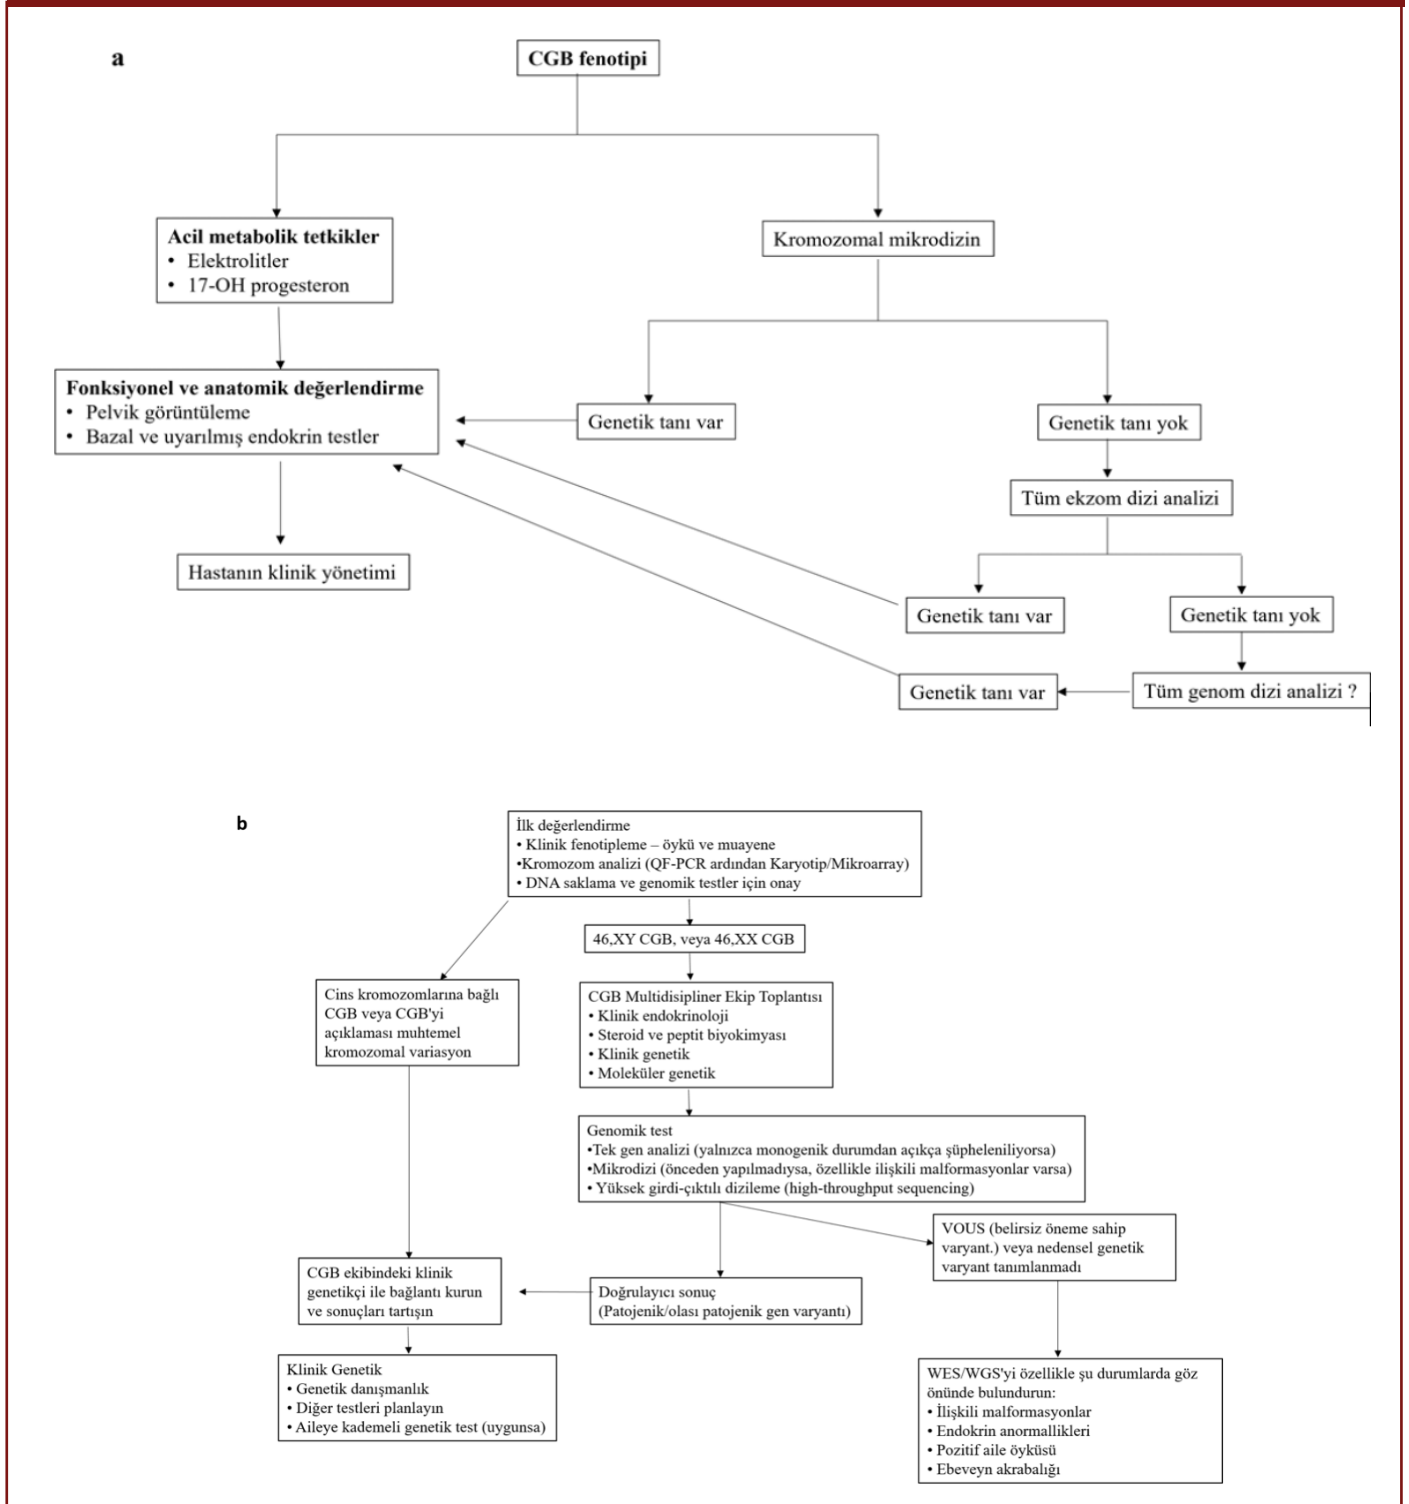 a
CGB fenotipi
Acil metabolik tetkikler
• Elektrolitler
• 17-OH progesteron
Kromozomal mikrodizin
Fonksiyonel ve anatomik değerlendirme
• Pelvik görüntüleme
• Bazal ve uyarılmış endokrin testler
Genetik tanı var
Genetik tanı yok
Tüm ekzom dizi analizi
Hastanın klinik yönetimi
Genetik tanı var
Genetik tanı yok
Genetik tanı var
Tüm genom dizi analizi ?
b
İlk değerlendirme
• Klinik fenotipleme – öykü ve muayene
•Kromozom analizi (QF-PCR ardından Karyotip/Mikroarray)
• DNA saklama ve genomik testler için onay
46,XY CGB, veya 46,XX CGB
Cins kromozomlarına bağlı
CGB veya CGB'yi
açıklaması muhtemel
kromozomal variasyon
CGB Multidisipliner Ekip Toplantısı
• Klinik endokrinoloji
• Steroid ve peptit biyokimyası
• Klinik genetik
• Moleküler genetik
Genomik test
•Tek gen analizi (yalnızca monogenik durumdan açıkça şüpheleniliyorsa)
•Mikrodizi (önceden yapılmadıysa, özellikle ilişkili malformasyonlar varsa)
• Yüksek girdi-çıktılı dizileme (high-throughput sequencing)
VOUS (belirsiz öneme sahip
varyant.) veya nedensel genetik
varyant tanımlanmadı
CGB ekibindeki klinik
genetikçi ile bağlantı kurun
ve sonuçları tartışın
Doğrulayıcı sonuç
(Patojenik/olası patojenik gen varyantı)
Klinik Genetik
• Genetik danışmanlık
• Diğer testleri planlayın
• Aileye kademeli genetik test (uygunsa)
WES/WGS'yi özellikle şu durumlarda göz
önünde bulundurun:
• İlişkili malformasyonlar
• Endokrin anormallikleri
• Pozitif aile öyküsü
• Ebeveyn akrabalığı